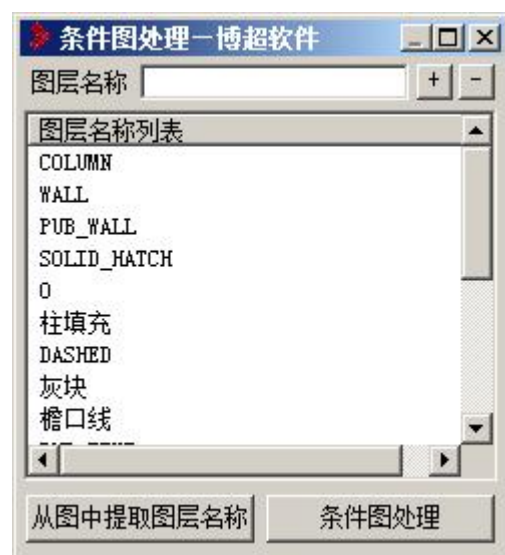 条件图处理－博超软件
图层名称 + -
图层名称列表
COLUMN
WALL
PUB_WALL
SOLID_HATCH
0
柱填充
DASHED
灰块
檐口线
从图中提取图层名称 条件图处理